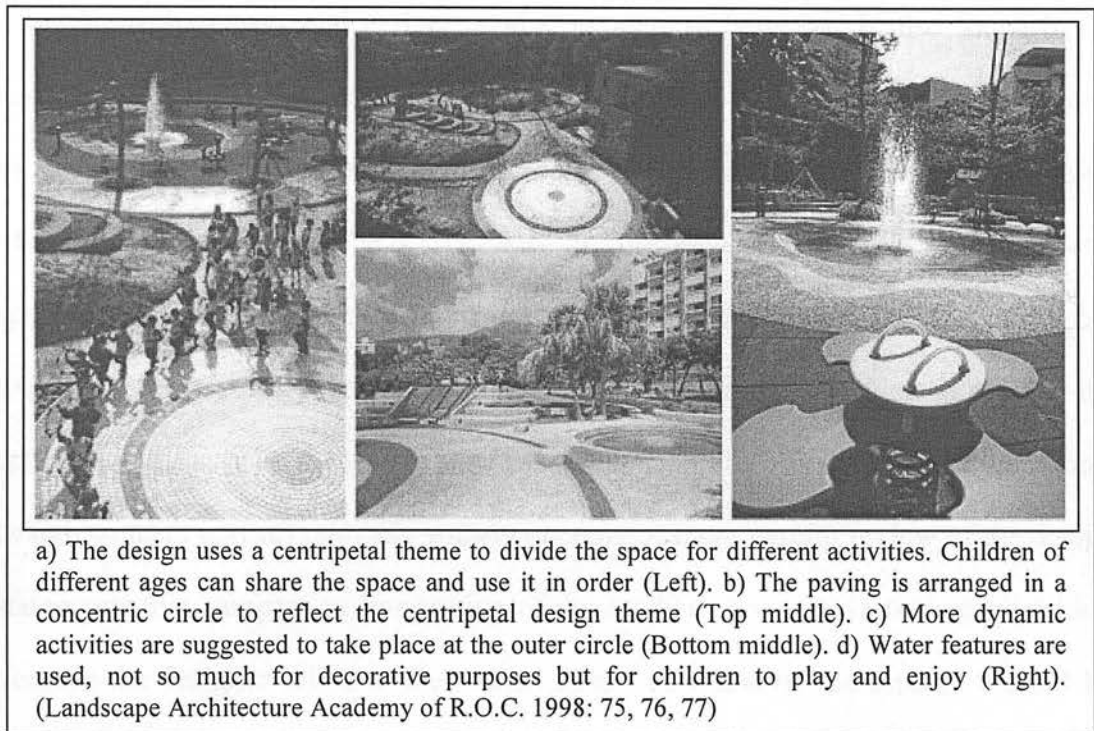 a) The design uses a centripetal theme to divide the space for different activities. Children of
different ages can share the space and use it in order (Left). b) The paving is arranged in a
concentric circle to reflect the centripetal design theme (Top middle). c) More dynamic
activities are suggested to take place at the outer circle (Bottom middle). d) Water features are
used, not so much for decorative purposes but for children to play and enjoy (Right).
(Landscape Architecture Academy of R.O.C. 1998: 75, 76, 77)